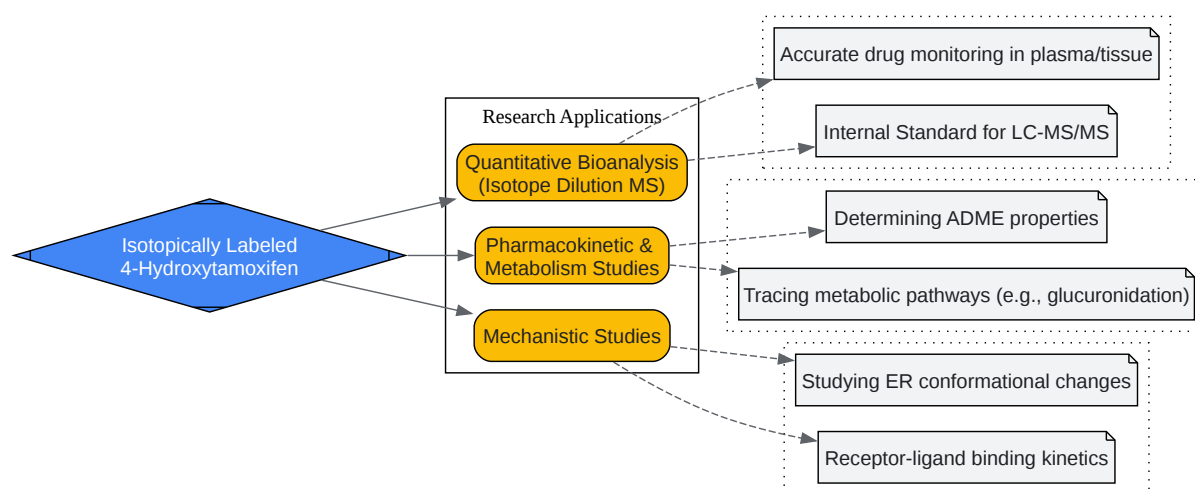 Isotopically Labeled
4-Hydroxytamoxifen
Research Applications
Quantitative Bioanalysis
(Isotope Dilution MS)
Pharmacokinetic &
Metabolism Studies
Mechanistic Studies
Accurate drug monitoring in plasma/tissue
Internal Standard for LC-MS/MS
Determining ADME properties
Tracing metabolic pathways (e.g., glucuronidation)
Studying ER conformational changes
Receptor-ligand binding kinetics